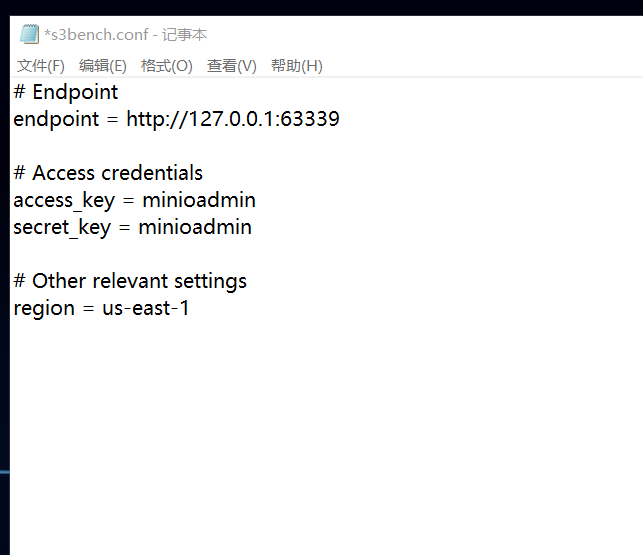 *s3bench.conf - 记事本
文件(F) 编辑(E) 格式(O) 查看(V) 帮助(H)
# Endpoint
endpoint = http://127.0.0.1:63339
# Access credentials
access_key = minioadmin
secret_key = minioadmin
# Other relevant settings
region = us-east-1